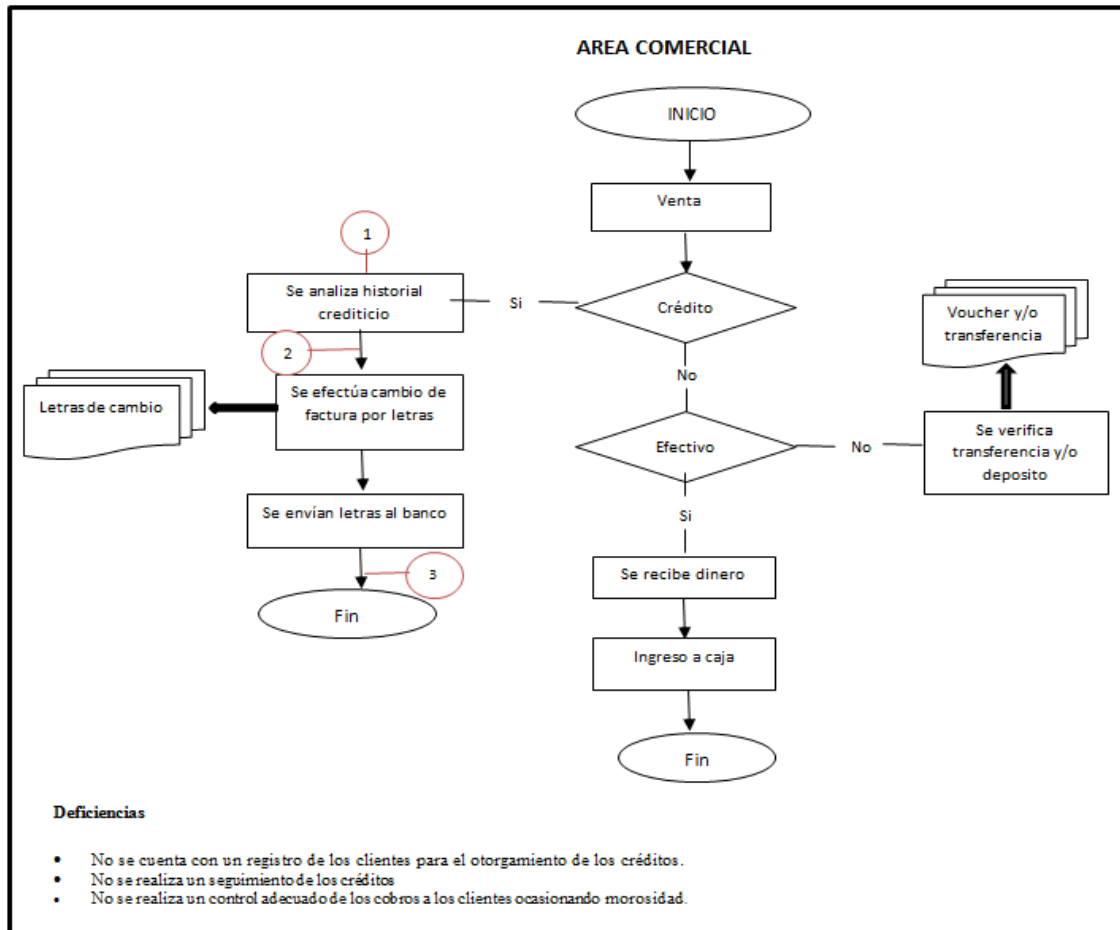 AREA COMERCIAL
INICIO
Venta
1
Se analiza historial
crediticio
Si
Crédito
Voucher y/o
transferencia
2
No
Letras de cambio
Se efectúa cambio de
factura por letras
Efectivo
No
Se verifica
transferencia y/o
deposito
Se envían letras al banco
Si
3
Se recibe dinero
Fin
Ingreso a caja
Fin
Deficiencias
• No se cuenta con un registro de los clientes para el otorgamiento de los créditos.
• No se realiza un seguimiento de los créditos
• No se realiza un control adecuado de los cobros a los clientes ocasionando morosidad.